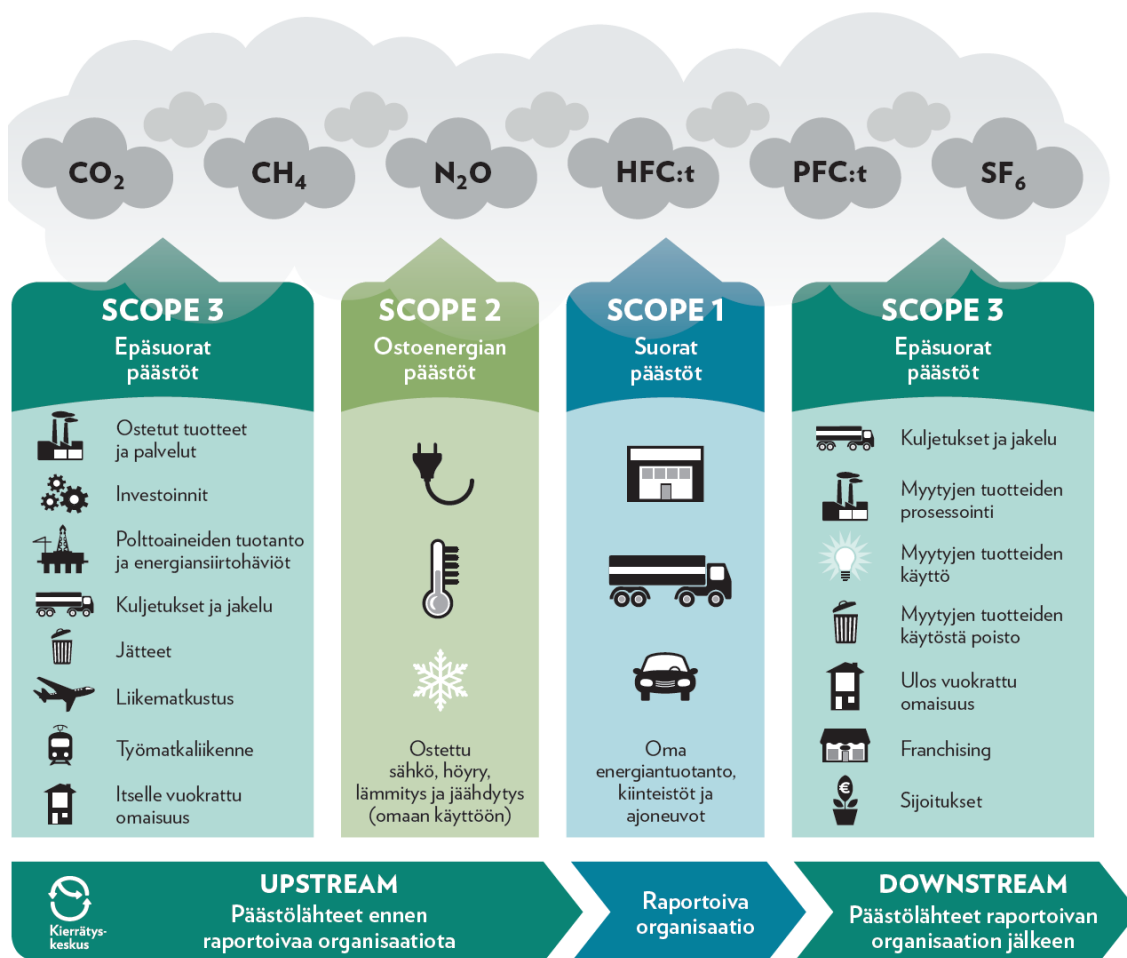 CO₂
CH₄
N₂O
HFC:t
PFC:t
SF₆
SCOPE 3
Epäsuorat
päästöt
Ostetut tuotteet
ja palvelut
Investoinnit
Polttoaineiden tuotanto
ja energiansiirtohäviöt
Kuljetukset ja jakelu
Jätteet
Liikematkustus
Työmatkaliikenne
Itselle vuokrattu
omaisuus
SCOPE 2
Ostoenergian
päästöt
Ostettu
sähkö, höyry,
lämmitys ja jäähdytys
(omaan käyttöön)
SCOPE 1
Suorat
päästöt
Oma
energiantuotanto,
kiinteistöt ja
ajoneuvot
SCOPE 3
Epäsuorat
päästöt
Kuljetukset ja jakelu
Myytyjen tuotteiden
prosessointi
Myytyjen tuotteiden
käyttö
Myytyjen tuotteiden
käytöstä poisto
Ulos vuokrattu
omaisuus
Franchising
€
Sijoitukset
Kierrätys-
keskus
UPSTREAM
Päästölähteet ennen
raportoivaa organisaatiota
Raportoiva
organisaatio
DOWNSTREAM
Päästölähteet raportoivan
organisaation jälkeen